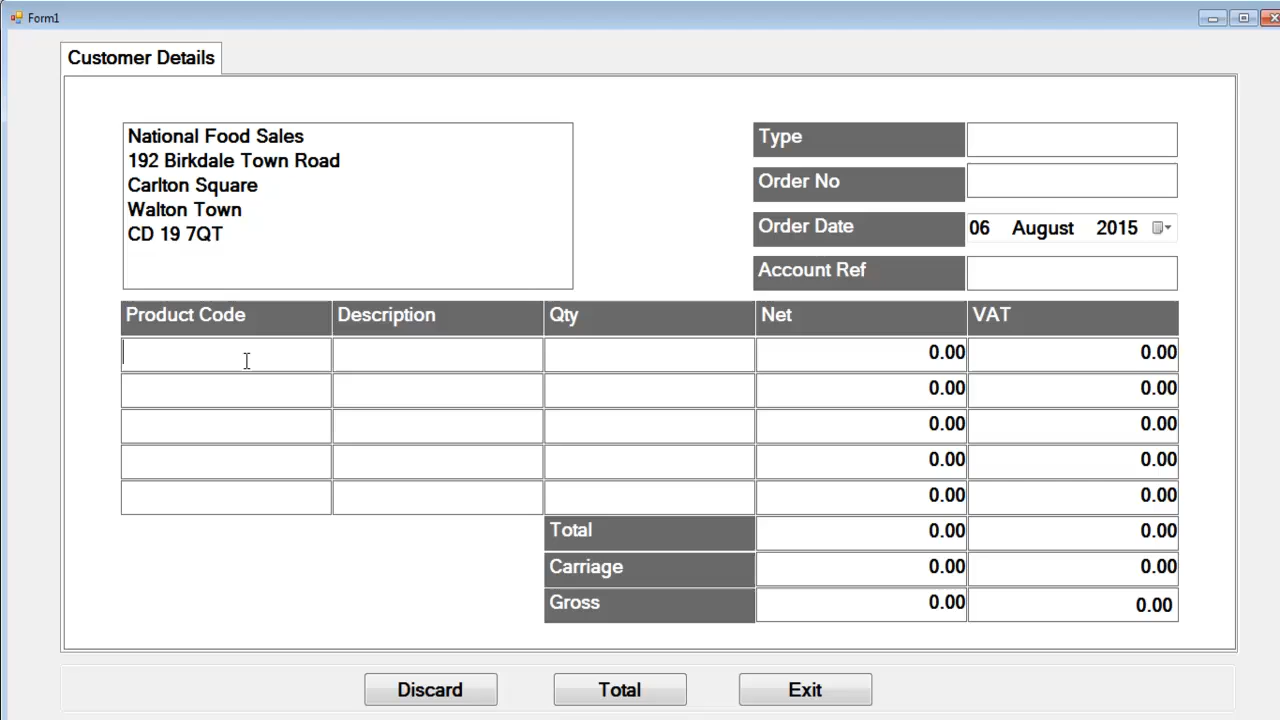 Form1
Customer Details
National Food Sales
192 Birkdale Town Road
Carlton Square
Walton Town
CD 19 7QT
Type
Order No
Order Date 06 August 2015
Account Ref
Product Code Description Qty Net VAT
0.00 0.00
0.00 0.00
0.00 0.00
0.00 0.00
0.00 0.00
Total 0.00 0.00
Carriage 0.00 0.00
Gross 0.00 0.00
Discard Total Exit